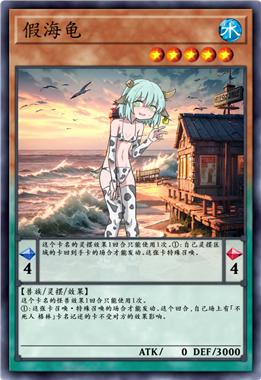 假海龟
水
这个卡名的灵摆效果1回合只能使用1次。①：自己灵摆区
域的卡回到手卡的场合才能发动。这张卡特殊召唤。
4 4
【兽族/灵摆/效果】
这个卡名的怪兽效果1回合只能使用1次。
①：这张卡召唤·特殊召唤的场合才能发动。这个回合，自己场上有「不
死人 格林」卡名记述的卡不受对方的效果影响。
ATK/ 0 DEF/3000